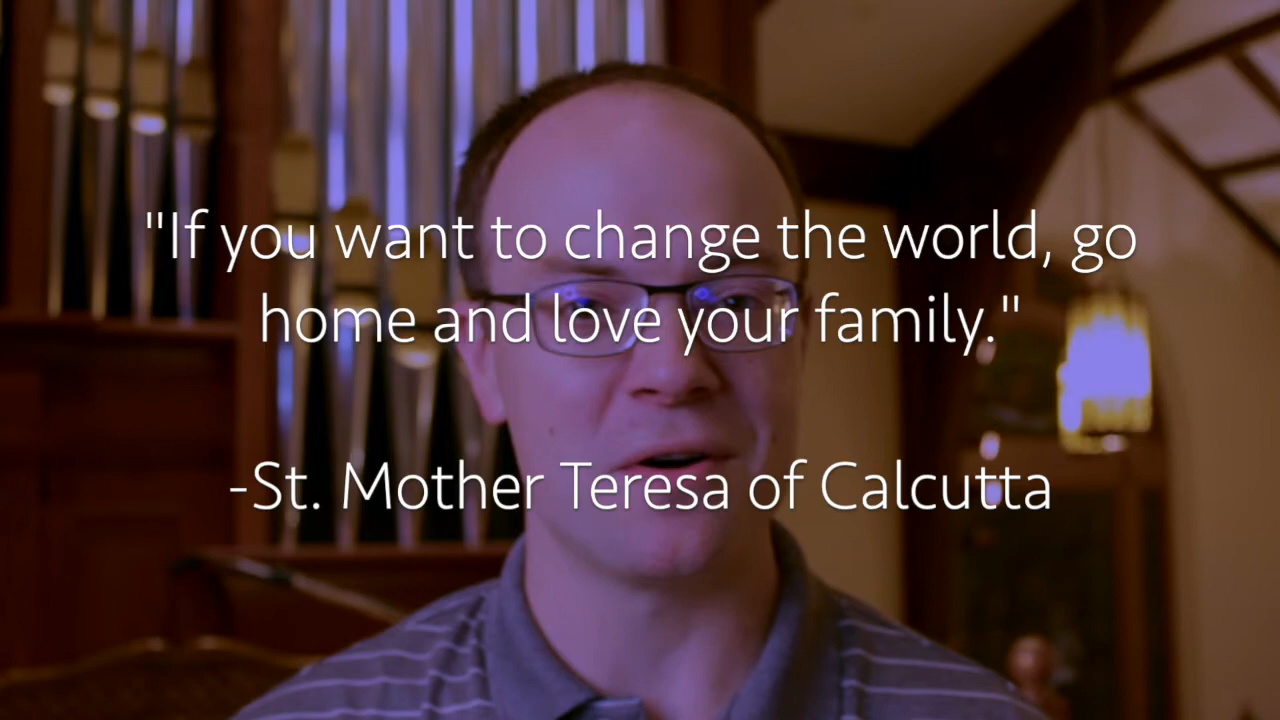 "If you want to change the world, go
home and love your family."
-St. Mother Teresa of Calcutta